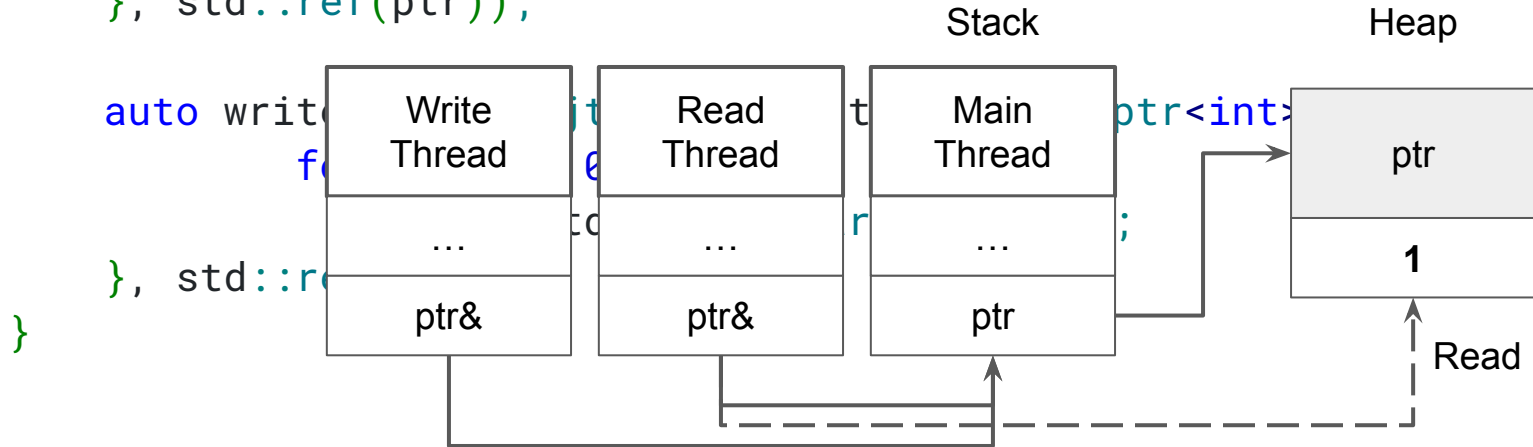 }, std::ref(ptr));
Stack
Heap
auto
Write
Thread
Read
Thread
Main
Thread
ptr<int>
ptr
0
…
…
…
;
1
}, std::r
ptr&
ptr&
ptr
}
Read